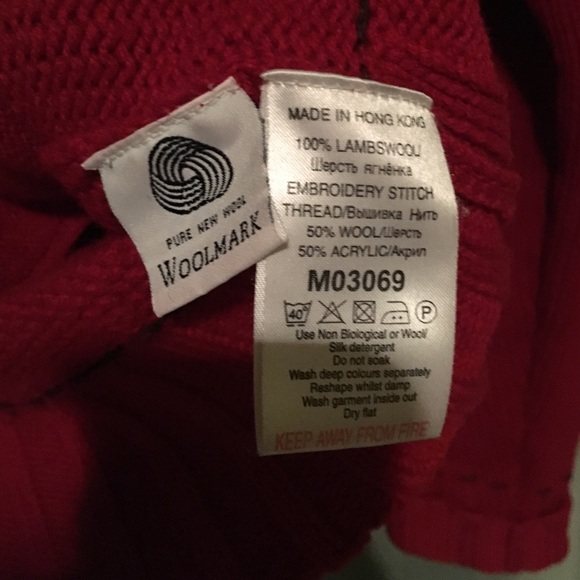 PURE NEW WOOL
WOOLMARK
MADE IN HONG KONG
100% LAMBSWOOL
Шерсть ягнёнка
EMBROIDERY STITCH
THREAD/Вышивка Нить
50% WOOL/Шерсть
50% ACRYLIC/Акрил
M03069
40° P
Use Non Biological or Wool/
Silk detergent
Do not soak
Wash deep colours separately
Reshape whilst damp
Wash garment inside out
Dry flat
KEEP AWAY FROM FIRE